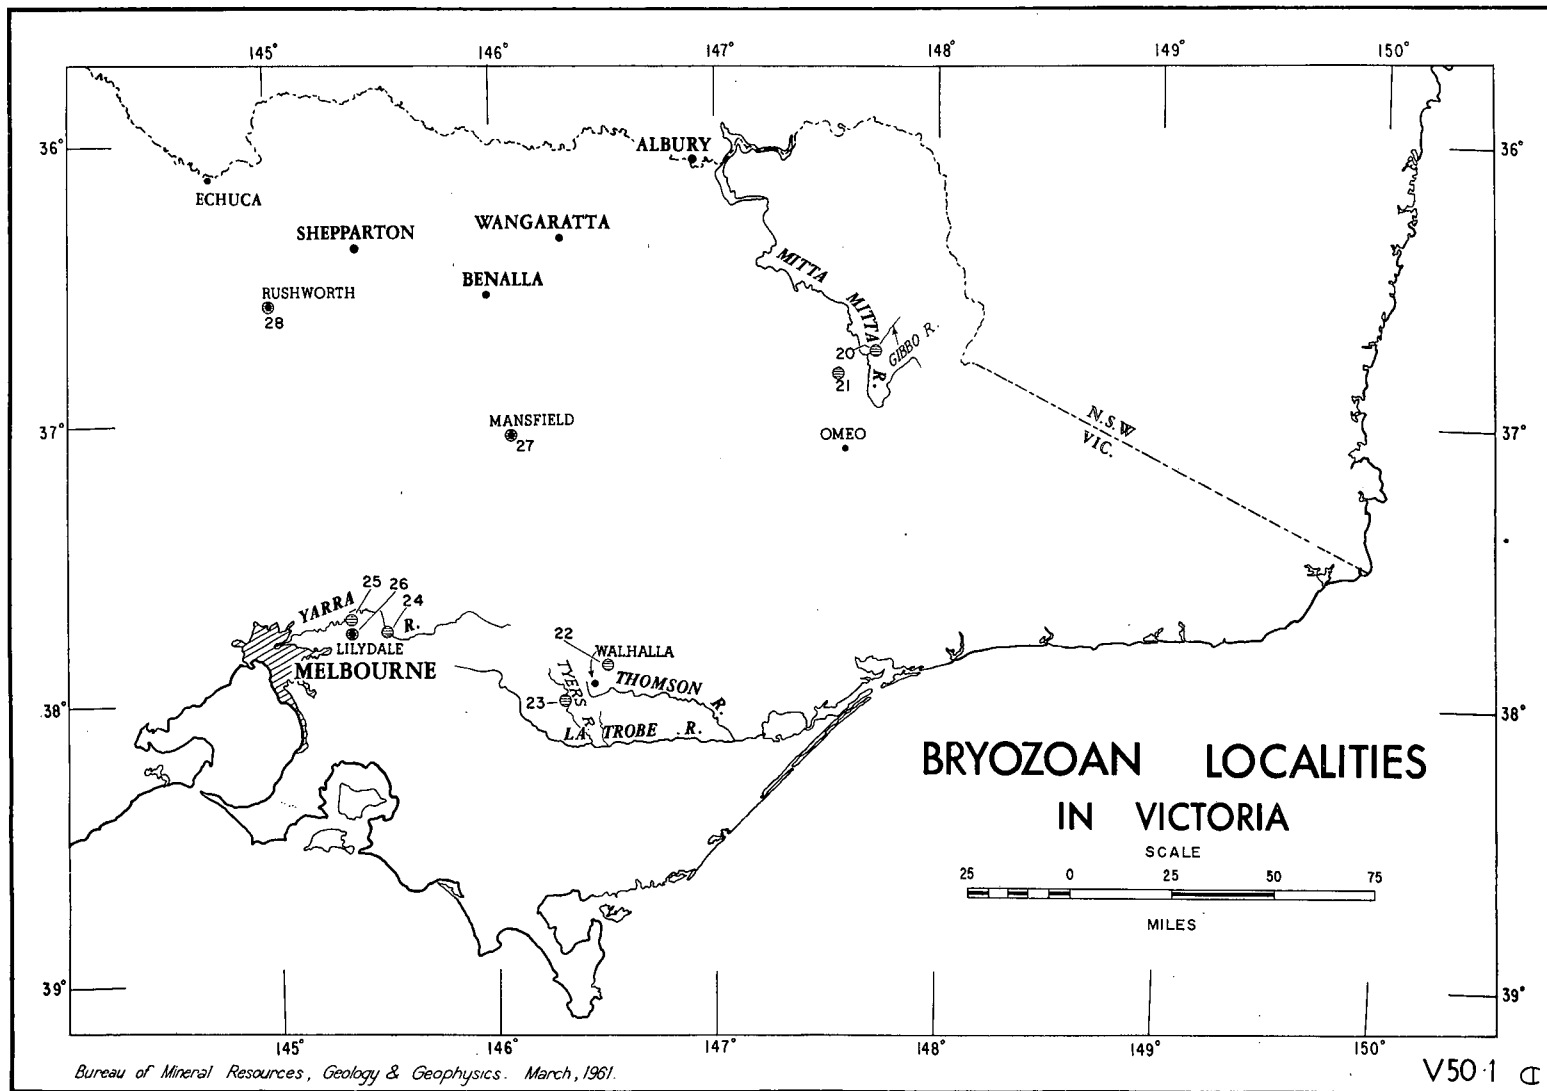 145° 146° 147° 148° 149° 150°
36° 36°
ALBURY
ECHUCA
SHEPPARTON
WANGARATTA
BENALLA
RUSHWORTH
28
MITTA MITTA R.
GIBBO R.
20
21
MANSFIELD
27
OMEO
37° 37°
N.S.W
VIC.
25 26 24
YARRA R.
LILYDALE
MELBOURNE
22
WALHALLA
THOMSON R.
TYERS R.
23
LA TROBE R.
38° 38°
BRYOZOAN LOCALITIES
IN VICTORIA
SCALE
25 0 25 50 75
MILES
39° 39°
145° 146° 147° 148° 149° 150°
Bureau of Mineral Resources, Geology & Geophysics. March, 1961.
V50·1